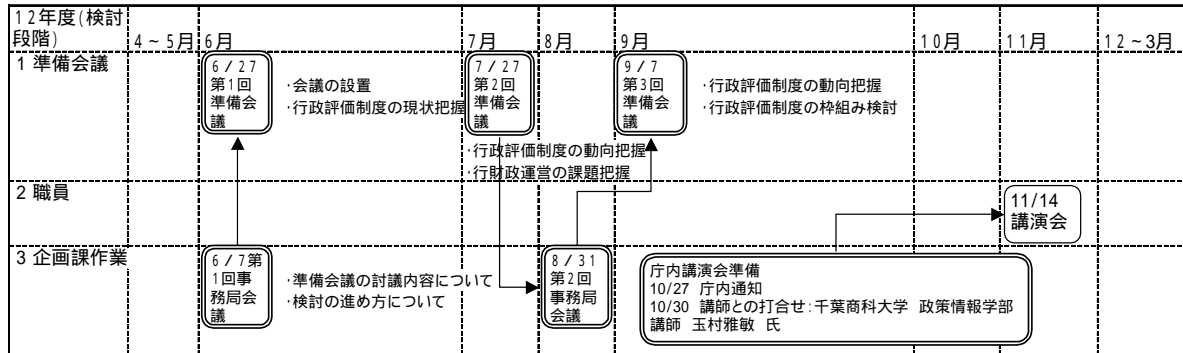 12年度(検討
段階)
4～5月
6月
7月
8月
9月
10月
11月
12～3月
1 準備会議
6/27
第1回
準備会
議
･会議の設置
･行政評価制度の現状把握
7/27
第2回
準備会
議
･行政評価制度の動向把握
･行財政運営の課題把握
9/7
第3回
準備会
議
･行政評価制度の動向把握
･行政評価制度の枠組み検討
2 職員
11/14
講演会
3 企画課作業
6/7第
1回事
務局会
議
･準備会議の討議内容について
･検討の進め方について
8/31
第2回
事務局
会議
庁内講演会準備
10/27 庁内通知
10/30 講師との打合せ:千葉商科大学 政策情報学部
講師 玉村雅敏 氏